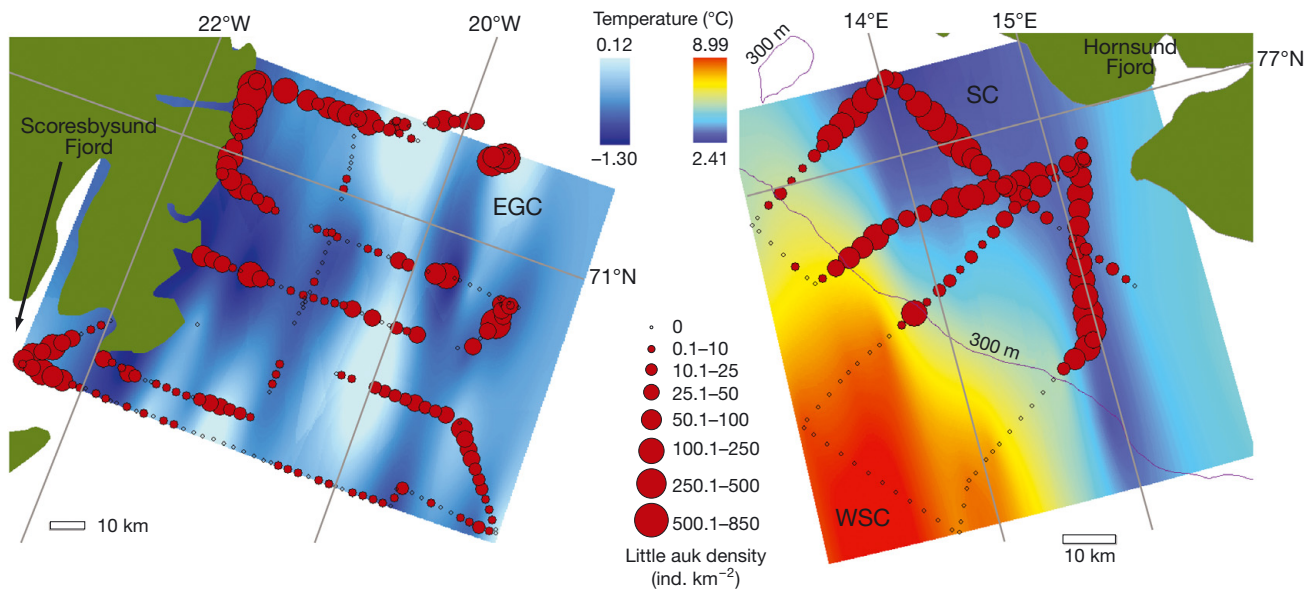 22°W
20°W
Scoresbysund
Fjord
EGC
71°N
10 km
Temperature (°C)
0.12
8.99
–1.30
2.41
0
0.1–10
10.1–25
25.1–50
50.1–100
100.1–250
250.1–500
500.1–850
Little auk density
(ind. km–2)
14°E
15°E
300 m
SC
Hornsund
Fjord
77°N
300 m
WSC
10 km